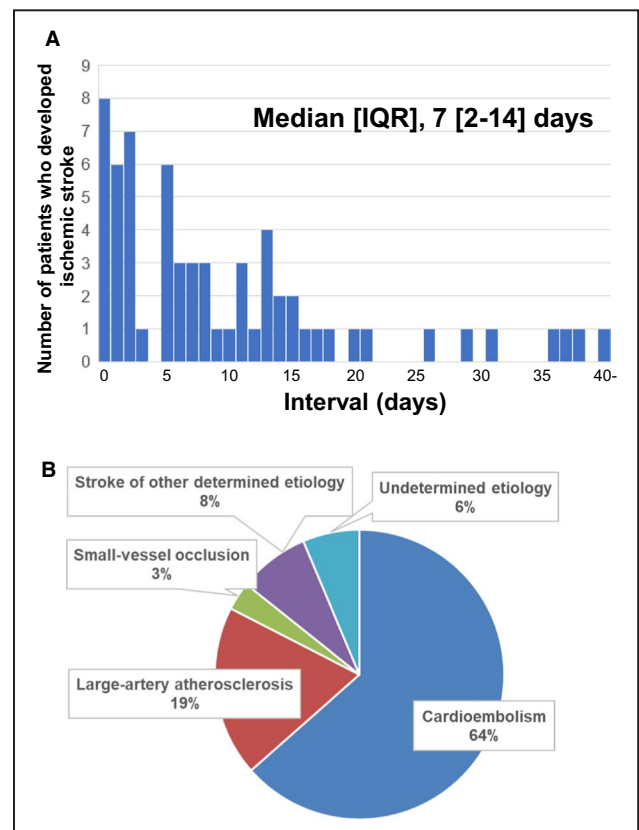 A
9
8
7
6
5
4
3
2
1
0
Number of patients who developed
ischemic stroke
Median [IQR], 7 [2-14] days
0 5 10 15 20 25 30 35 40-
Interval (days)
B
Stroke of other determined etiology
8%
Undetermined etiology
6%
Small-vessel occlusion
3%
Large-artery atherosclerosis
19%
Cardioembolism
64%